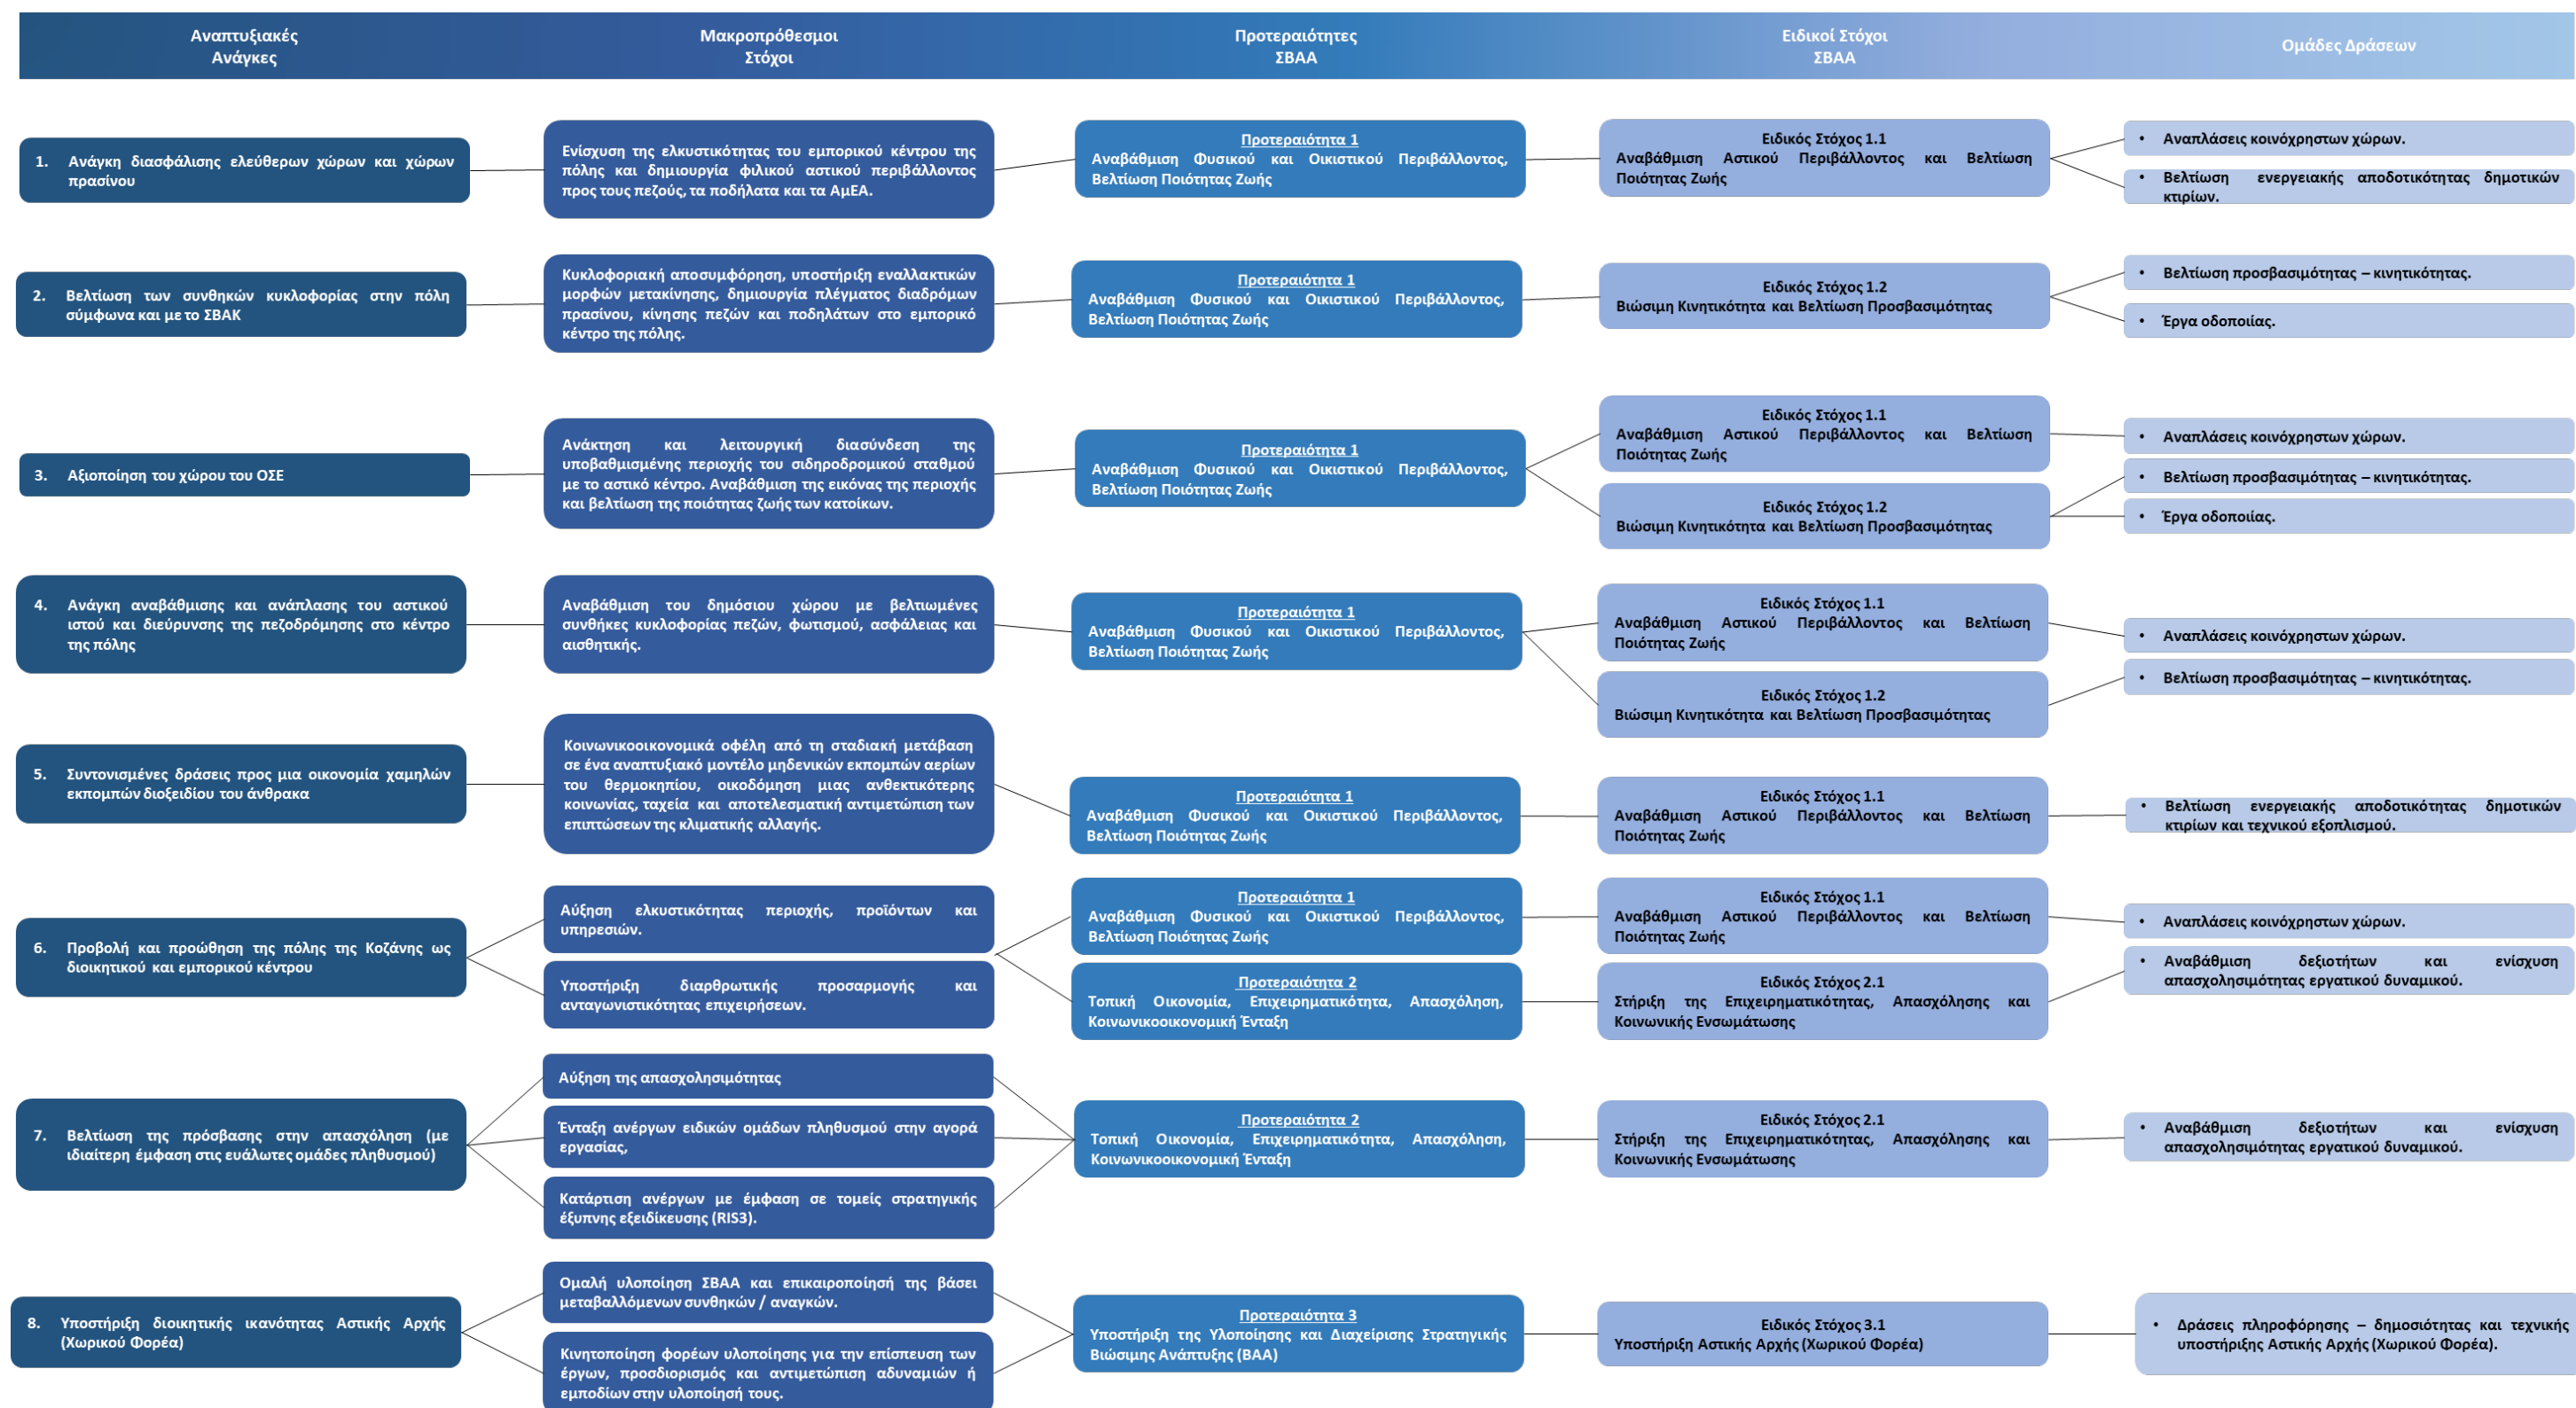 Αναπτυξιακές
Ανάγκες
Μακροπρόθεσμοι
Στόχοι
Προτεραιότητες
ΣΒΑΑ
Ειδικοί Στόχοι
ΣΒΑΑ
Ομάδες Δράσεων
1. Ανάγκη διασφάλισης ελεύθερων χώρων και χώρων
πρασίνου
Ενίσχυση της ελκυστικότητας του εμπορικού κέντρου της
πόλης και δημιουργία φιλικού αστικού περιβάλλοντος
προς τους πεζούς, τα ποδήλατα και τα ΑμΕΑ.
Προτεραιότητα 1
Αναβάθμιση Φυσικού και Οικιστικού Περιβάλλοντος,
Βελτίωση Ποιότητας Ζωής
Ειδικός Στόχος 1.1
Αναβάθμιση Αστικού Περιβάλλοντος και Βελτίωση
Ποιότητας Ζωής
• Αναπλάσεις κοινόχρηστων χώρων.
• Βελτίωση ενεργειακής αποδοτικότητας δημοτικών
κτιρίων.
2. Βελτίωση των συνθηκών κυκλοφορίας στην πόλη
σύμφωνα και με το ΣΒΑΚ
Κυκλοφοριακή αποσυμφόρηση, υποστήριξη εναλλακτικών
μορφών μετακίνησης, δημιουργία πλέγματος διαδρόμων
πρασίνου, κίνησης πεζών και ποδηλάτων στο εμπορικό
κέντρο της πόλης.
Προτεραιότητα 1
Αναβάθμιση Φυσικού και Οικιστικού Περιβάλλοντος,
Βελτίωση Ποιότητας Ζωής
Ειδικός Στόχος 1.2
Βιώσιμη Κινητικότητα και Βελτίωση Προσβασιμότητας
• Βελτίωση προσβασιμότητας – κινητικότητας.
• Έργα οδοποιίας.
3. Αξιοποίηση του χώρου του ΟΣΕ
Ανάκτηση και λειτουργική διασύνδεση της
υποβαθμισμένης περιοχής του σιδηροδρομικού σταθμού
με το αστικό κέντρο. Αναβάθμιση της εικόνας της περιοχής
και βελτίωση της ποιότητας ζωής των κατοίκων.
Προτεραιότητα 1
Αναβάθμιση Φυσικού και Οικιστικού Περιβάλλοντος,
Βελτίωση Ποιότητας Ζωής
Ειδικός Στόχος 1.1
Αναβάθμιση Αστικού Περιβάλλοντος και Βελτίωση
Ποιότητας Ζωής
Ειδικός Στόχος 1.2
Βιώσιμη Κινητικότητα και Βελτίωση Προσβασιμότητας
• Αναπλάσεις κοινόχρηστων χώρων.
• Βελτίωση προσβασιμότητας – κινητικότητας.
• Έργα οδοποιίας.
4. Ανάγκη αναβάθμισης και ανάπλασης του αστικού
ιστού και διεύρυνσης της πεζοδρόμησης στο κέντρο
της πόλης
Αναβάθμιση του δημόσιου χώρου με βελτιωμένες
συνθήκες κυκλοφορίας πεζών, φωτισμού, ασφάλειας και
αισθητικής.
Προτεραιότητα 1
Αναβάθμιση Φυσικού και Οικιστικού Περιβάλλοντος,
Βελτίωση Ποιότητας Ζωής
Ειδικός Στόχος 1.1
Αναβάθμιση Αστικού Περιβάλλοντος και Βελτίωση
Ποιότητας Ζωής
Ειδικός Στόχος 1.2
Βιώσιμη Κινητικότητα και Βελτίωση Προσβασιμότητας
• Αναπλάσεις κοινόχρηστων χώρων.
• Βελτίωση προσβασιμότητας – κινητικότητας.
5. Συντονισμένες δράσεις προς μια οικονομία χαμηλών
εκπομπών διοξειδίου του άνθρακα
Κοινωνικοοικονομικά οφέλη από τη σταδιακή μετάβαση
σε ένα αναπτυξιακό μοντέλο μηδενικών εκπομπών αερίων
του θερμοκηπίου, οικοδόμηση μιας ανθεκτικότερης
κοινωνίας, ταχεία και αποτελεσματική αντιμετώπιση των
επιπτώσεων της κλιματικής αλλαγής.
Προτεραιότητα 1
Αναβάθμιση Φυσικού και Οικιστικού Περιβάλλοντος,
Βελτίωση Ποιότητας Ζωής
Ειδικός Στόχος 1.1
Αναβάθμιση Αστικού Περιβάλλοντος και Βελτίωση
Ποιότητας Ζωής
• Βελτίωση ενεργειακής αποδοτικότητας δημοτικών
κτιρίων και τεχνικού εξοπλισμού.
6. Προβολή και προώθηση της πόλης της Κοζάνης ως
διοικητικού και εμπορικού κέντρου
Αύξηση ελκυστικότητας περιοχής, προϊόντων και
υπηρεσιών.
Υποστήριξη διαρθρωτικής προσαρμογής και
ανταγωνιστικότητας επιχειρήσεων.
Προτεραιότητα 1
Αναβάθμιση Φυσικού και Οικιστικού Περιβάλλοντος,
Βελτίωση Ποιότητας Ζωής
Προτεραιότητα 2
Τοπική Οικονομία, Επιχειρηματικότητα, Απασχόληση,
Κοινωνικοοικονομική Ένταξη
Ειδικός Στόχος 1.1
Αναβάθμιση Αστικού Περιβάλλοντος και Βελτίωση
Ποιότητας Ζωής
Ειδικός Στόχος 2.1
Στήριξη της Επιχειρηματικότητας, Απασχόλησης και
Κοινωνικής Ενσωμάτωσης
• Αναπλάσεις κοινόχρηστων χώρων.
• Αναβάθμιση δεξιοτήτων και ενίσχυση
απασχολησιμότητας εργατικού δυναμικού.
7. Βελτίωση της πρόσβασης στην απασχόληση (με
ιδιαίτερη έμφαση στις ευάλωτες ομάδες πληθυσμού)
Αύξηση της απασχολησιμότητας
Ένταξη ανέργων ειδικών ομάδων πληθυσμού στην αγορά
εργασίας,
Κατάρτιση ανέργων με έμφαση σε τομείς στρατηγικής
έξυπνης εξειδίκευσης (RIS3).
Προτεραιότητα 2
Τοπική Οικονομία, Επιχειρηματικότητα, Απασχόληση,
Κοινωνικοοικονομική Ένταξη
Ειδικός Στόχος 2.1
Στήριξη της Επιχειρηματικότητας, Απασχόλησης και
Κοινωνικής Ενσωμάτωσης
• Αναβάθμιση δεξιοτήτων και ενίσχυση
απασχολησιμότητας εργατικού δυναμικού.
8. Υποστήριξη διοικητικής ικανότητας Αστικής Αρχής
(Χωρικού Φορέα)
Ομαλή υλοποίηση ΣΒΑΑ και επικαιροποίησή της βάσει
μεταβαλλόμενων συνθηκών / αναγκών.
Κινητοποίηση φορέων υλοποίησης για την επίσπευση των
έργων, προσδιορισμός και αντιμετώπιση αδυναμιών ή
εμποδίων στην υλοποίησή τους.
Προτεραιότητα 3
Υποστήριξη της Υλοποίησης και Διαχείρισης Στρατηγικής
Βιώσιμης Ανάπτυξης (ΒΑΑ)
Ειδικός Στόχος 3.1
Υποστήριξη Αστικής Αρχής (Χωρικού Φορέα)
• Δράσεις πληροφόρησης – δημοσιότητας και τεχνικής
υποστήριξης Αστικής Αρχής (Χωρικού Φορέα).